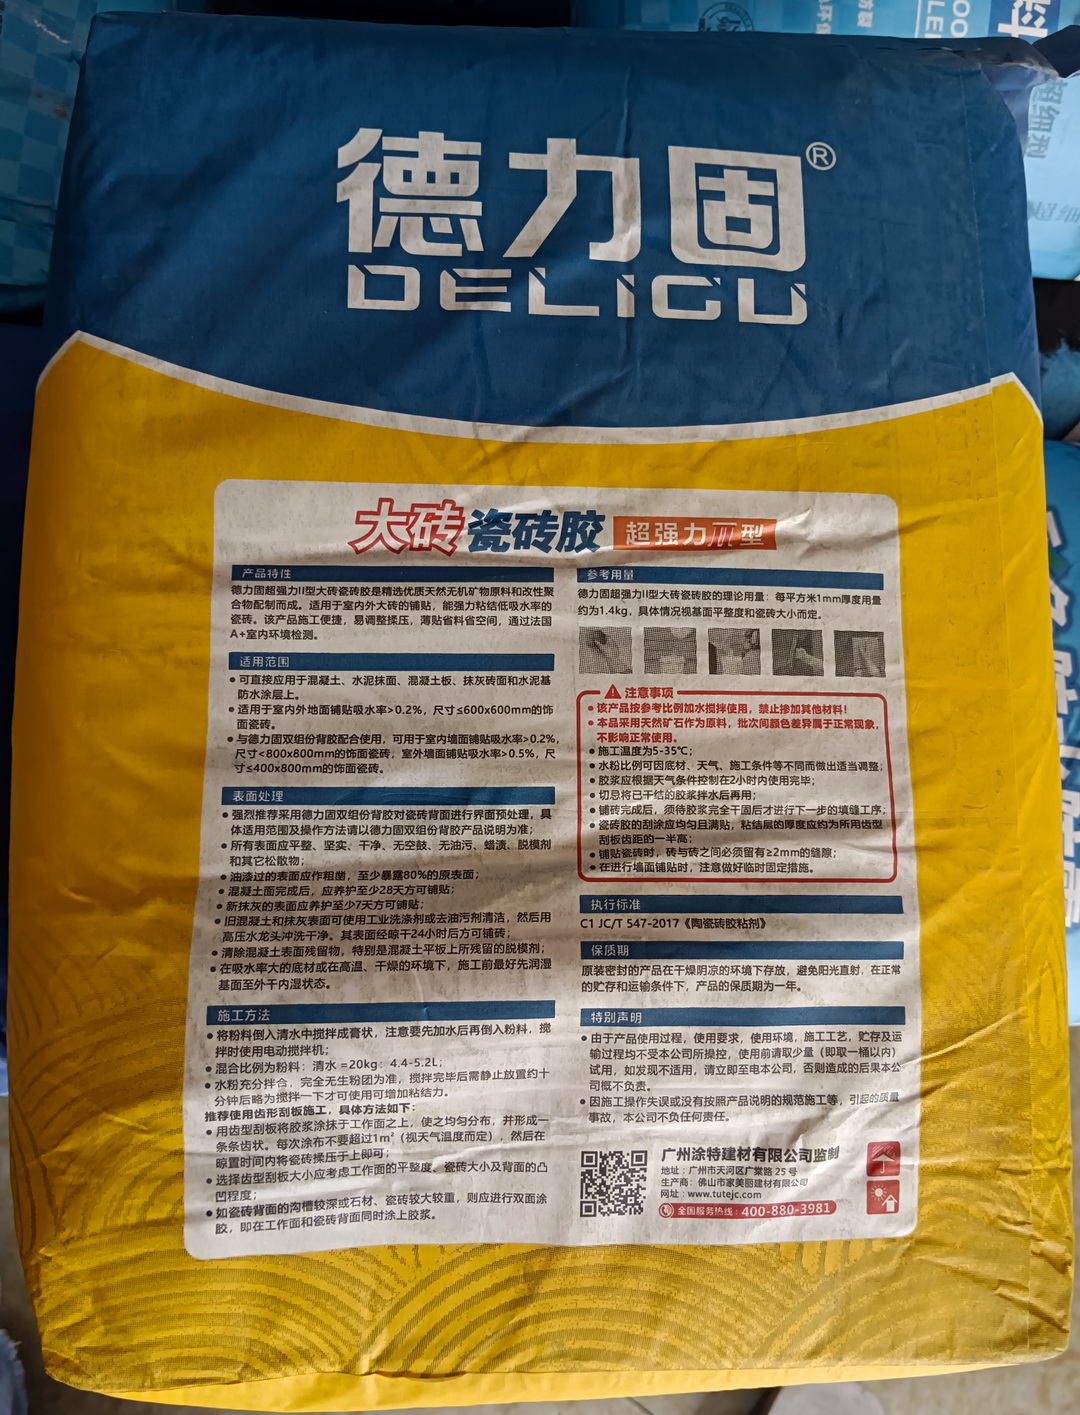 德力固®
DELIGU
大砖瓷砖胶 超强力II型
产品特性
德力固超强力II型大砖瓷砖胶是精选优质天然无机矿物原料和改性聚
合物配制而成。适用于室内外大砖的铺贴,能强力粘结低吸水率的
瓷砖。该产品施工便捷,易调整揉压,薄贴省料省空间,通过法国
A+室内环境检测。
适用范围
● 可直接应用于混凝土、水泥抹面、混凝土板、抹灰砖面和水泥基
防水涂层上。
● 适用于室内外地面铺贴吸水率>0.2%,尺寸≤600x600mm的饰
面瓷砖。
● 与德力固双组份背胶配合使用,可用于室内墙面铺贴吸水率>0.2%,
尺寸<800x800mm的饰面瓷砖,室外墙面铺贴吸水率>0.5%,尺
寸≤400x800mm的饰面瓷砖。
表面处理
● 强烈推荐采用德力固双组份背胶对瓷砖背面进行界面预处理,具
体适用范围及操作方法请以德力固双组份背胶产品说明为准;
● 所有表面应平整、坚实、干净、无空鼓、无油污、蜡渍、脱模剂
和其它松散物;
● 油漆过的表面应作粗凿,至少暴露80%的原表面;
● 混凝土面完成后,应养护至少28天方可铺贴;
● 新抹灰的表面应养护至少7天方可铺贴;
● 旧混凝土和抹灰表面可使用工业洗涤剂或去油污剂清洁,然后用
高压水龙头冲洗干净。其表面经晾干24小时后方可铺砖;
● 清除混凝土表面残留物,特别是混凝土平板上所残留的脱模剂;
● 在吸水率大的底材或在高温、干燥的环境下,施工前最好先润湿
基面至外干内湿状态。
施工方法
● 将粉料倒入清水中搅拌成膏状,注意要先加水后再倒入粉料,搅
拌时使用电动搅拌机;
● 混合比例为粉料:清水 =20kg:4.4-5.2L;
● 水粉充分拌合,完全无生粉团为准,搅拌完毕后需静止放置约十
分钟后略为搅拌一下才可使用可增加粘结力。
推荐使用齿形刮板施工,具体方法如下:
● 用齿型刮板将胶浆涂抹于工作面之上,使之均匀分布,并形成一
条条齿状。每次涂布不要超过1m²(视天气温度而定),然后在
晾置时间内将瓷砖揉压于上即可;
● 选择齿型刮板大小应考虑工作面的平整度、瓷砖大小及背面的凸
凹程度;
● 如瓷砖背面的沟槽较深或石材、瓷砖较大较重,则应进行双面涂
胶,即在工作面和瓷砖背面同时涂上胶浆。
参考用量
德力固超强力II型大砖瓷砖胶的理论用量:每平方米1mm厚度用量
约为1.4kg,具体情况视基面平整度和瓷砖大小而定。
注意事项
● 该产品按参考比例加水搅拌使用,禁止掺加其他材料!
● 本品采用天然矿石作为原料,批次间颜色差异属于正常现象,
不影响正常使用。
● 施工温度为5-35℃;
● 水粉比例可因底材、天气、施工条件等不同而做出适当调整;
● 胶浆应根据天气条件控制在2小时内使用完毕;
● 切忌将已干结的胶浆拌水后再用;
● 铺砖完成后,须待胶浆完全干固后才进行下一步的填缝工序;
● 瓷砖胶的刮涂应均匀且满贴,粘结层的厚度应约为所用齿型
刮板齿距的一半高;
● 铺贴瓷砖时,砖与砖之间必须留有≥2mm的缝隙;
● 在进行墙面铺贴时,注意做好临时固定措施。
执行标准
C1 JC/T 547-2017《陶瓷砖胶粘剂》
保质期
原装密封的产品在干燥阴凉的环境下存放,避免阳光直射,在正常
的贮存和运输条件下,产品的保质期为一年。
特别声明
● 由于产品使用过程,使用要求,使用环境,施工工艺,贮存及运
输过程均不受本公司所操控,使用前请取少量(即取一桶以内)
试用,如发现不适用,请立即至电本公司,否则造成的后果本公
司概不负责。
● 因施工操作失误或没有按照产品说明的规范施工等,引起的质量
事故,本公司不负任何责任。
广州涂特建材有限公司监制
地址:广州市天河区广棠路25号
生产商:佛山市家美丽建材有限公司
网址:www.tutejc.com
全国服务热线:400-880-3981